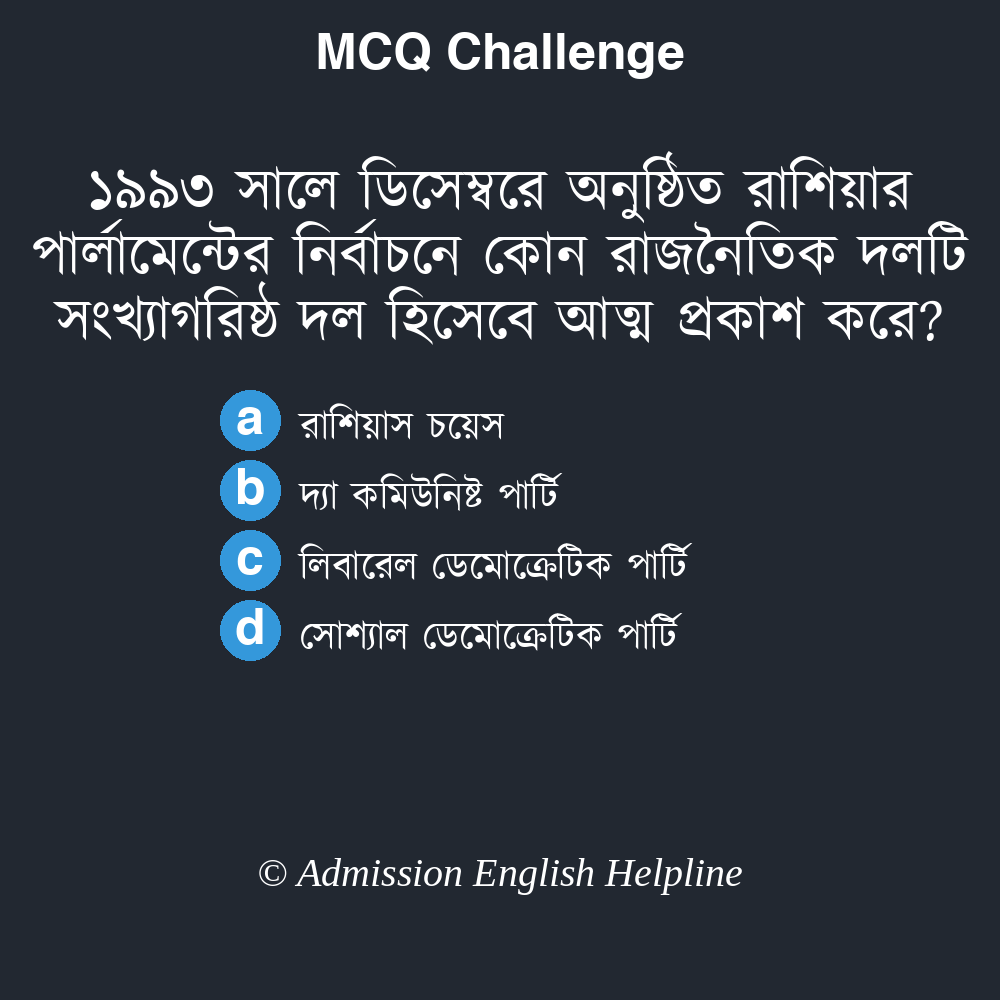 MCQ Challenge
১৯৯৩ সালে ডিসেম্বরে অনুষ্ঠিত রাশিয়ার
পার্লামেন্টের নির্বাচনে কোন রাজনৈতিক দলটি
সংখ্যাগরিষ্ঠ দল হিসেবে আত্ম প্রকাশ করে?
a রাশিয়াস চয়েস
b দ্যা কমিউনিষ্ট পার্টি
c লিবারেল ডেমোক্রেটিক পার্টি
d সোশ্যাল ডেমোক্রেটিক পার্টি
© Admission English Helpline